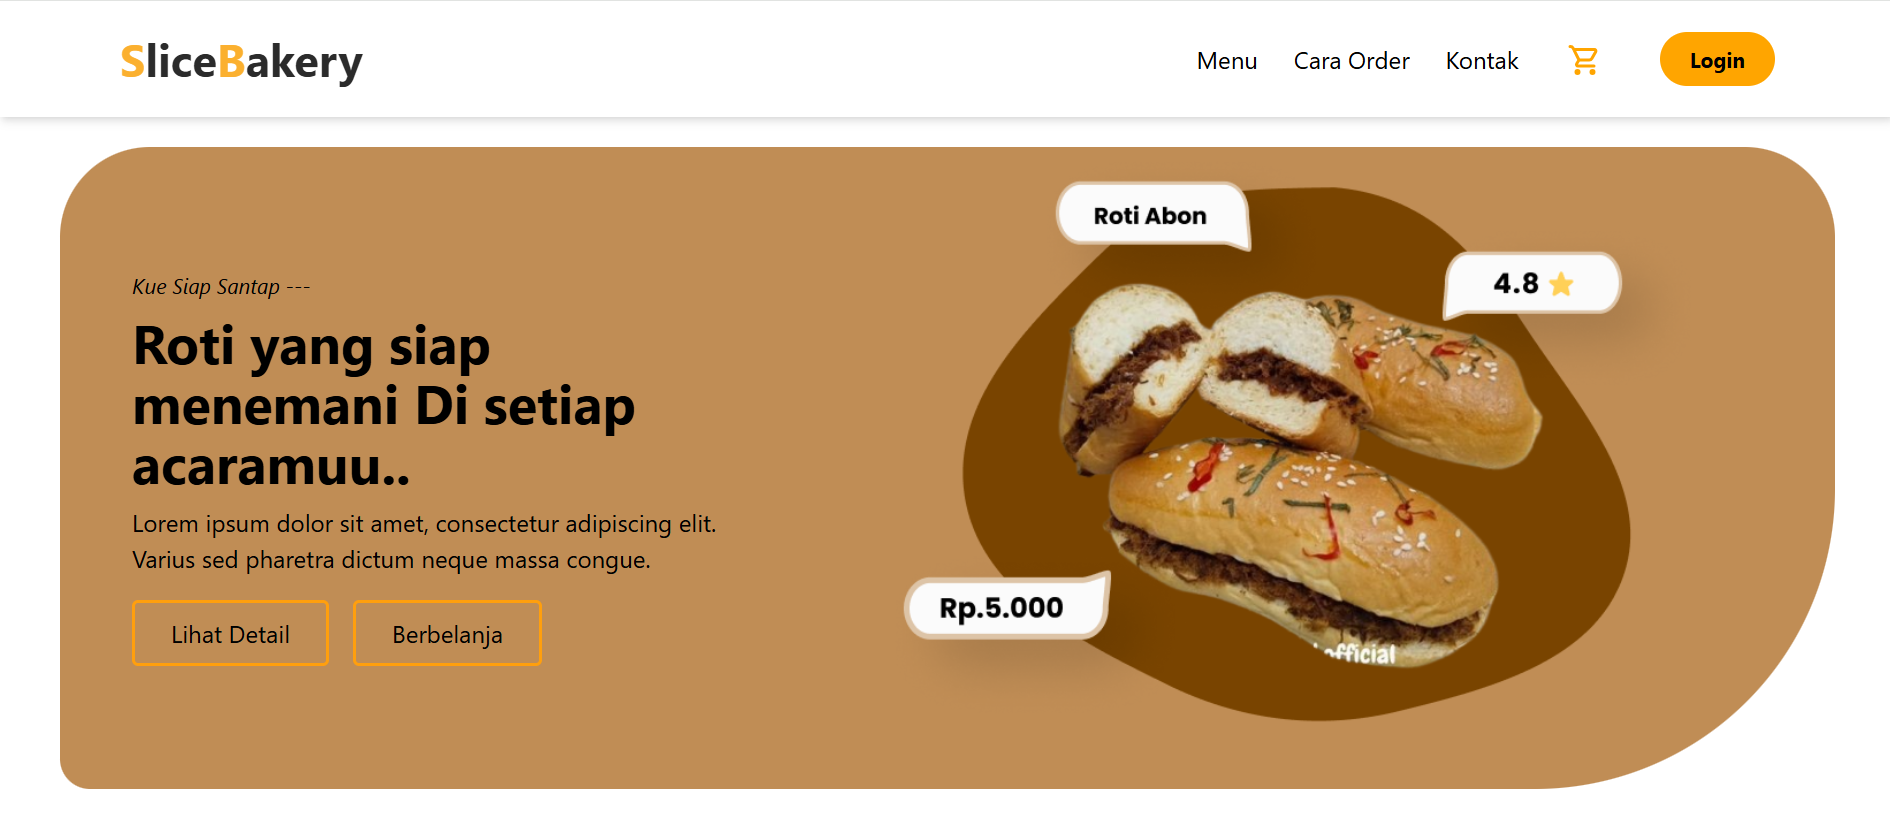 SliceBakery
Menu Cara Order Kontak Login
Kue Siap Santap ---
Roti yang siap
menemani Di setiap
acaramuu..
Lorem ipsum dolor sit amet, consectetur adipiscing elit.
Varius sed pharetra dictum neque massa congue.
Lihat Detail Berbelanja
Roti Abon
4.8
Rp.5.000
official